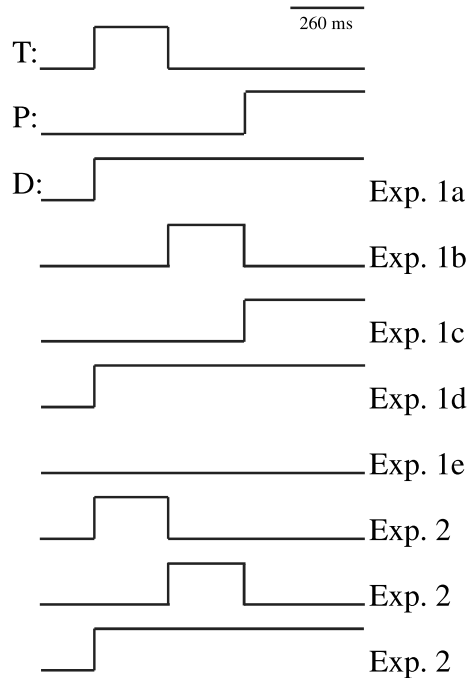 260 ms
T:
P:
D:
Exp. 1a
Exp. 1b
Exp. 1c
Exp. 1d
Exp. 1e
Exp. 2
Exp. 2
Exp. 2